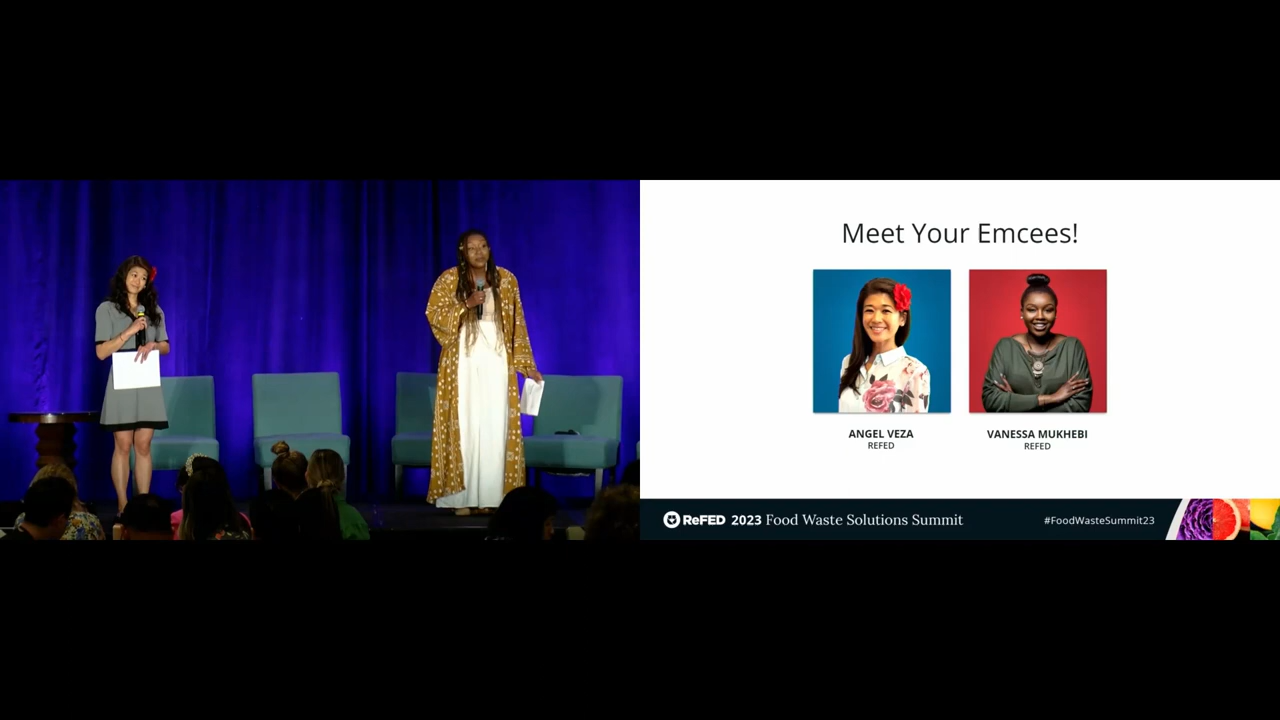 Meet Your Emcees!
ANGEL VEZA
REFED
VANESSA MUKHEBI
REFED
ReFED 2023 Food Waste Solutions Summit
#FoodWasteSummit23